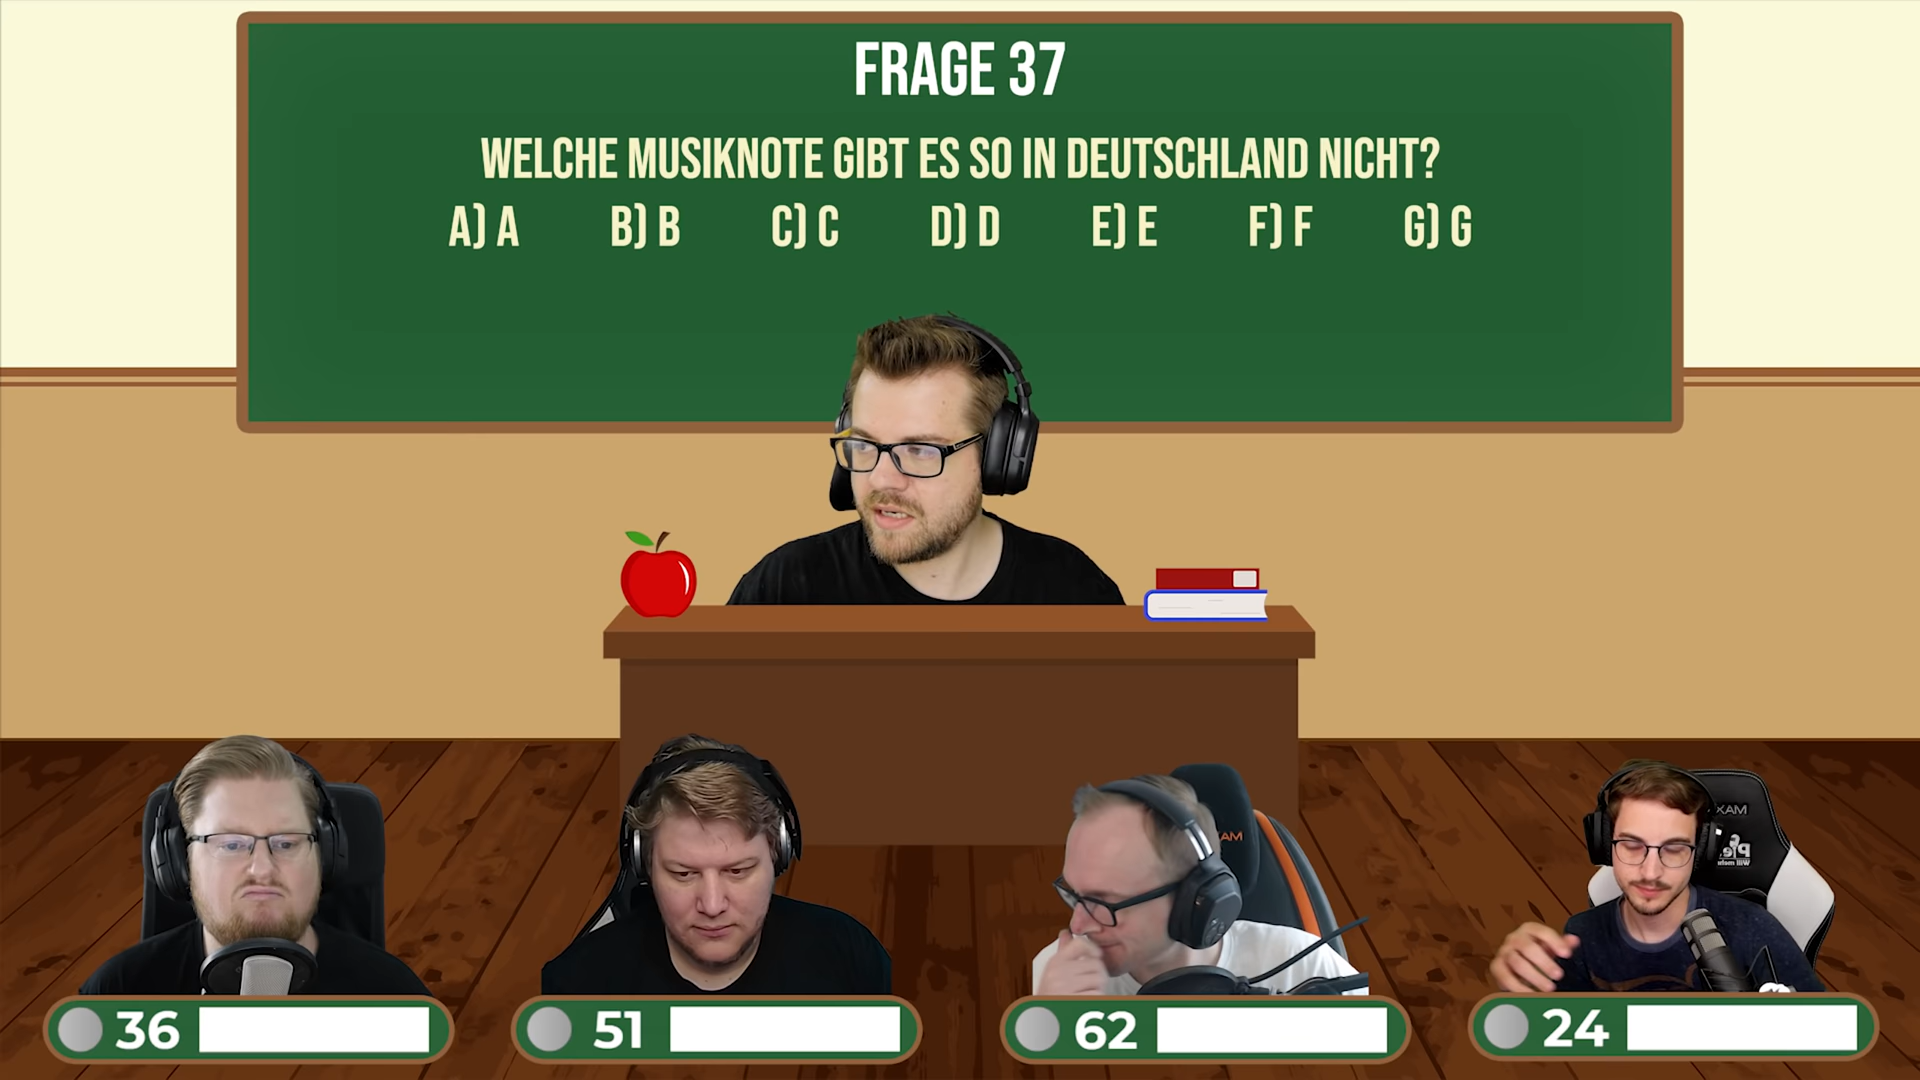 FRAGE 37
WELCHE MUSIKNOTE GIBT ES SO IN DEUTSCHLAND NICHT?
A) A B) B C) C D) D E) E F) F G) G
36
51
62
24